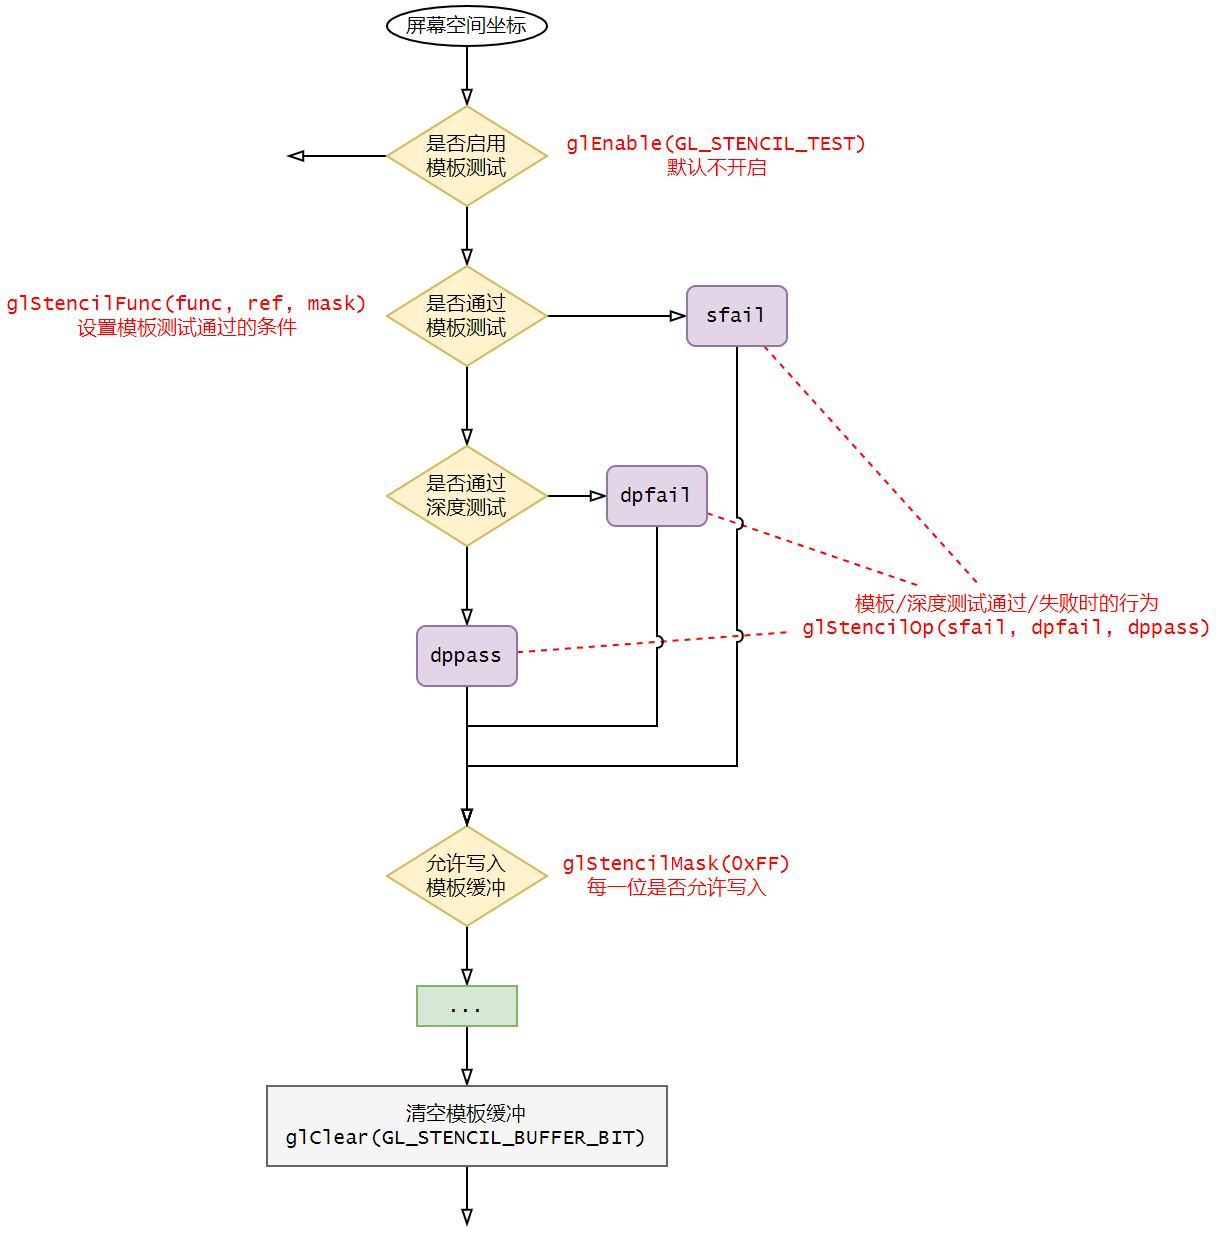 屏幕空间坐标
是否启用
模板测试
glEnable(GL_STENCIL_TEST)
默认不开启
glStencilFunc(func, ref, mask)
设置模板测试通过的条件
是否通过
模板测试
sfail
是否通过
深度测试
dpfail
模板/深度测试通过/失败时的行为
glStencilOp(sfail, dpfail, dppass)
dppass
允许写入
模板缓冲
glStencilMask(0xFF)
每一位是否允许写入
...
清空模板缓冲
glClear(GL_STENCIL_BUFFER_BIT)